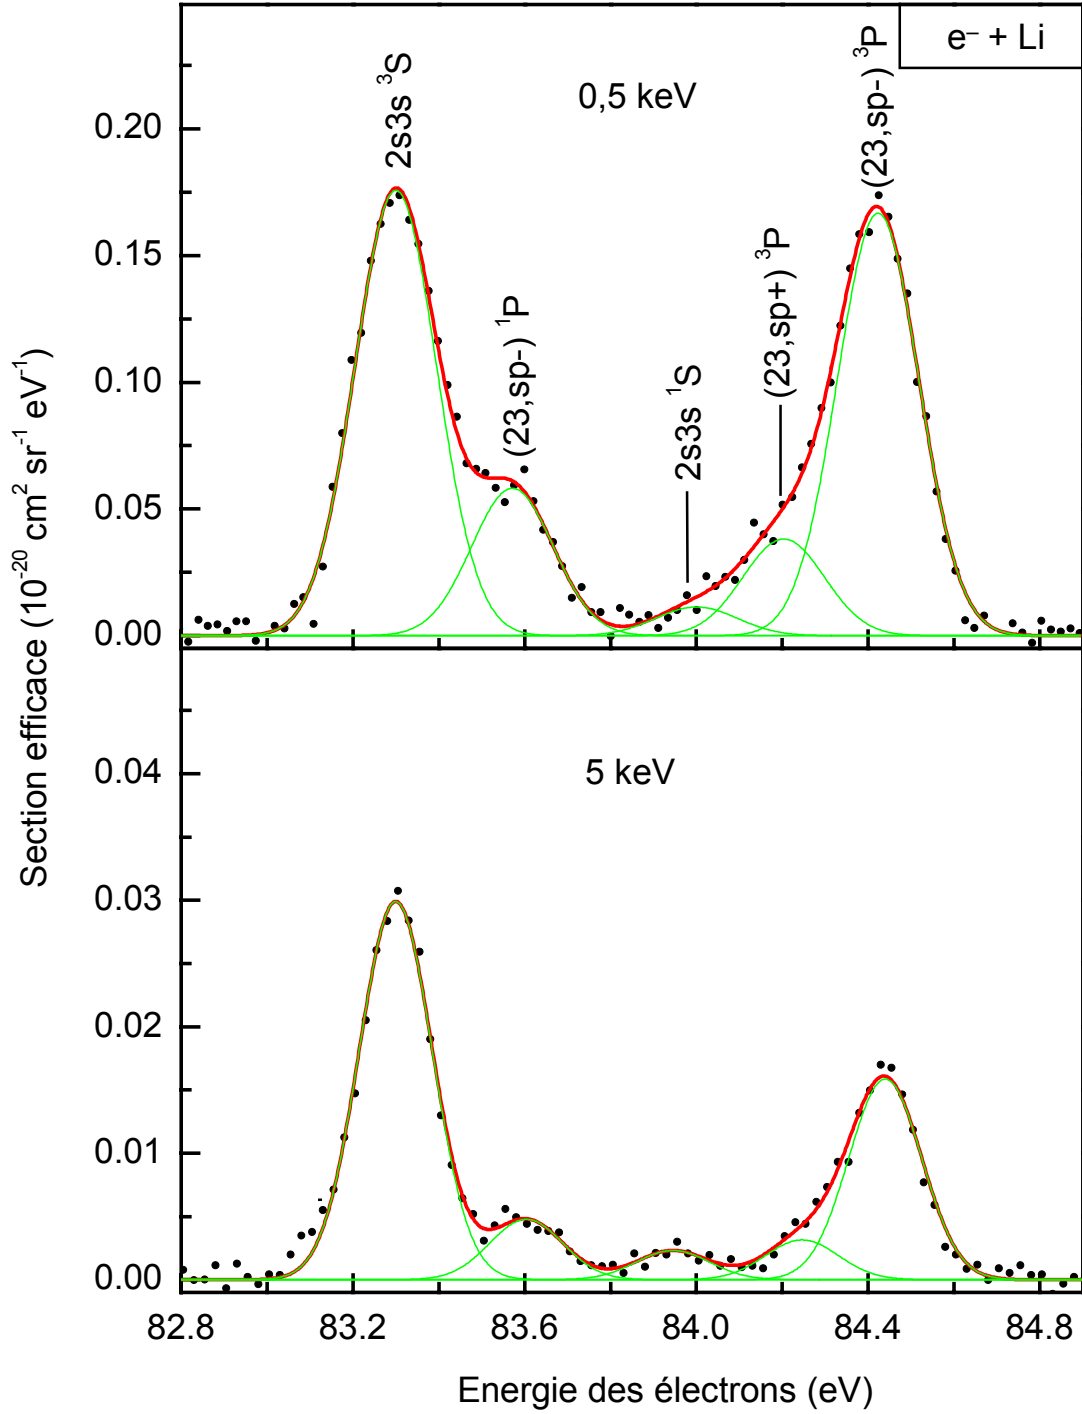 e⁻ + Li
0,5 keV
2s3s ³S
(23,sp-) ¹P
2s3s ¹S
(23,sp+) ³P
(23,sp-) ³P
0.20
0.15
0.10
0.05
0.00
Section efficace (10⁻²⁰ cm² sr⁻¹ eV⁻¹)
5 keV
0.04
0.03
0.02
0.01
0.00
82.8 83.2 83.6 84.0 84.4 84.8
Energie des électrons (eV)